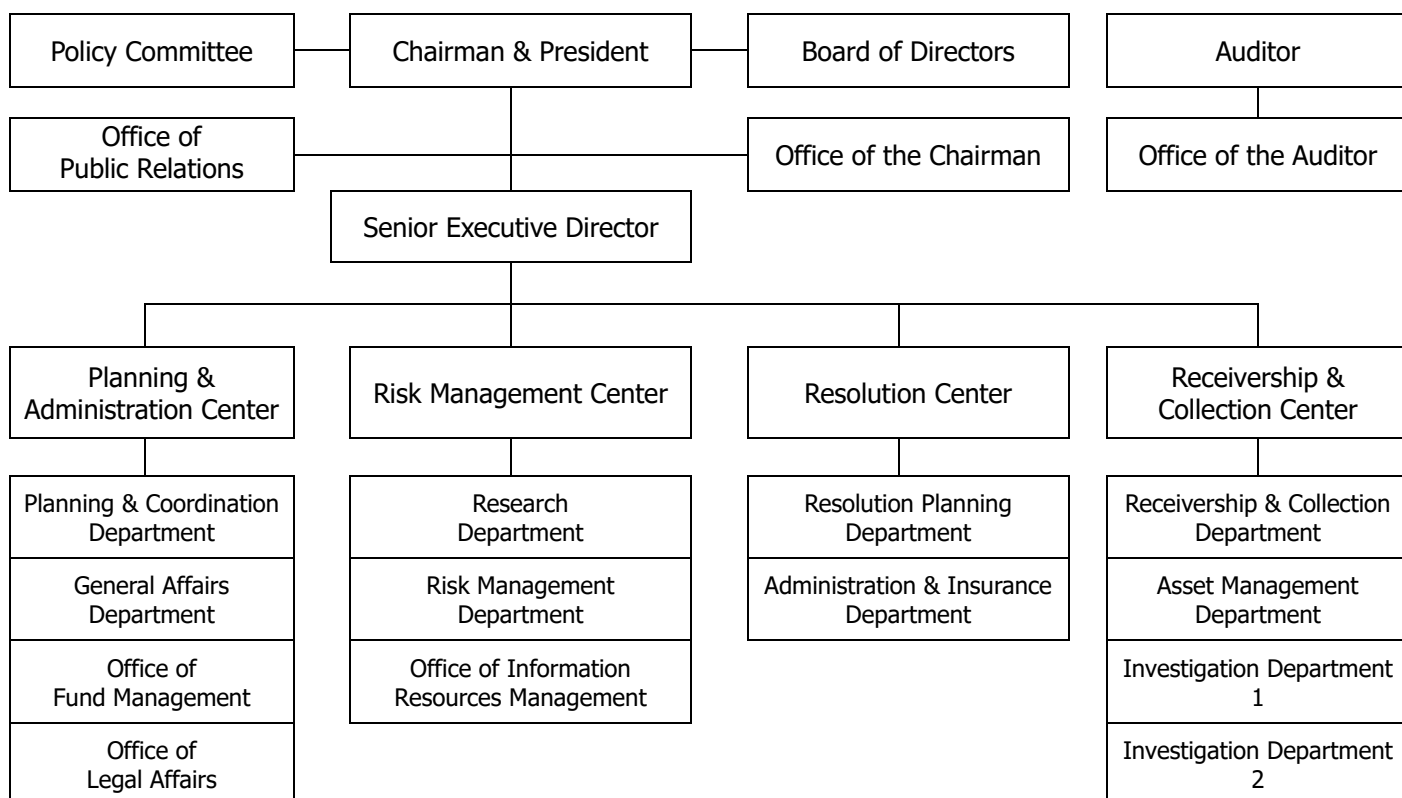 Policy Committee
Chairman & President
Board of Directors
Auditor
Office of
Public Relations
Office of the Chairman
Office of the Auditor
Senior Executive Director
Planning &
Administration Center
Risk Management Center
Resolution Center
Receivership &
Collection Center
Planning & Coordination
Department
General Affairs
Department
Office of
Fund Management
Office of
Legal Affairs
Research
Department
Risk Management
Department
Office of Information
Resources Management
Resolution Planning
Department
Administration & Insurance
Department
Receivership & Collection
Department
Asset Management
Department
Investigation Department
1
Investigation Department
2